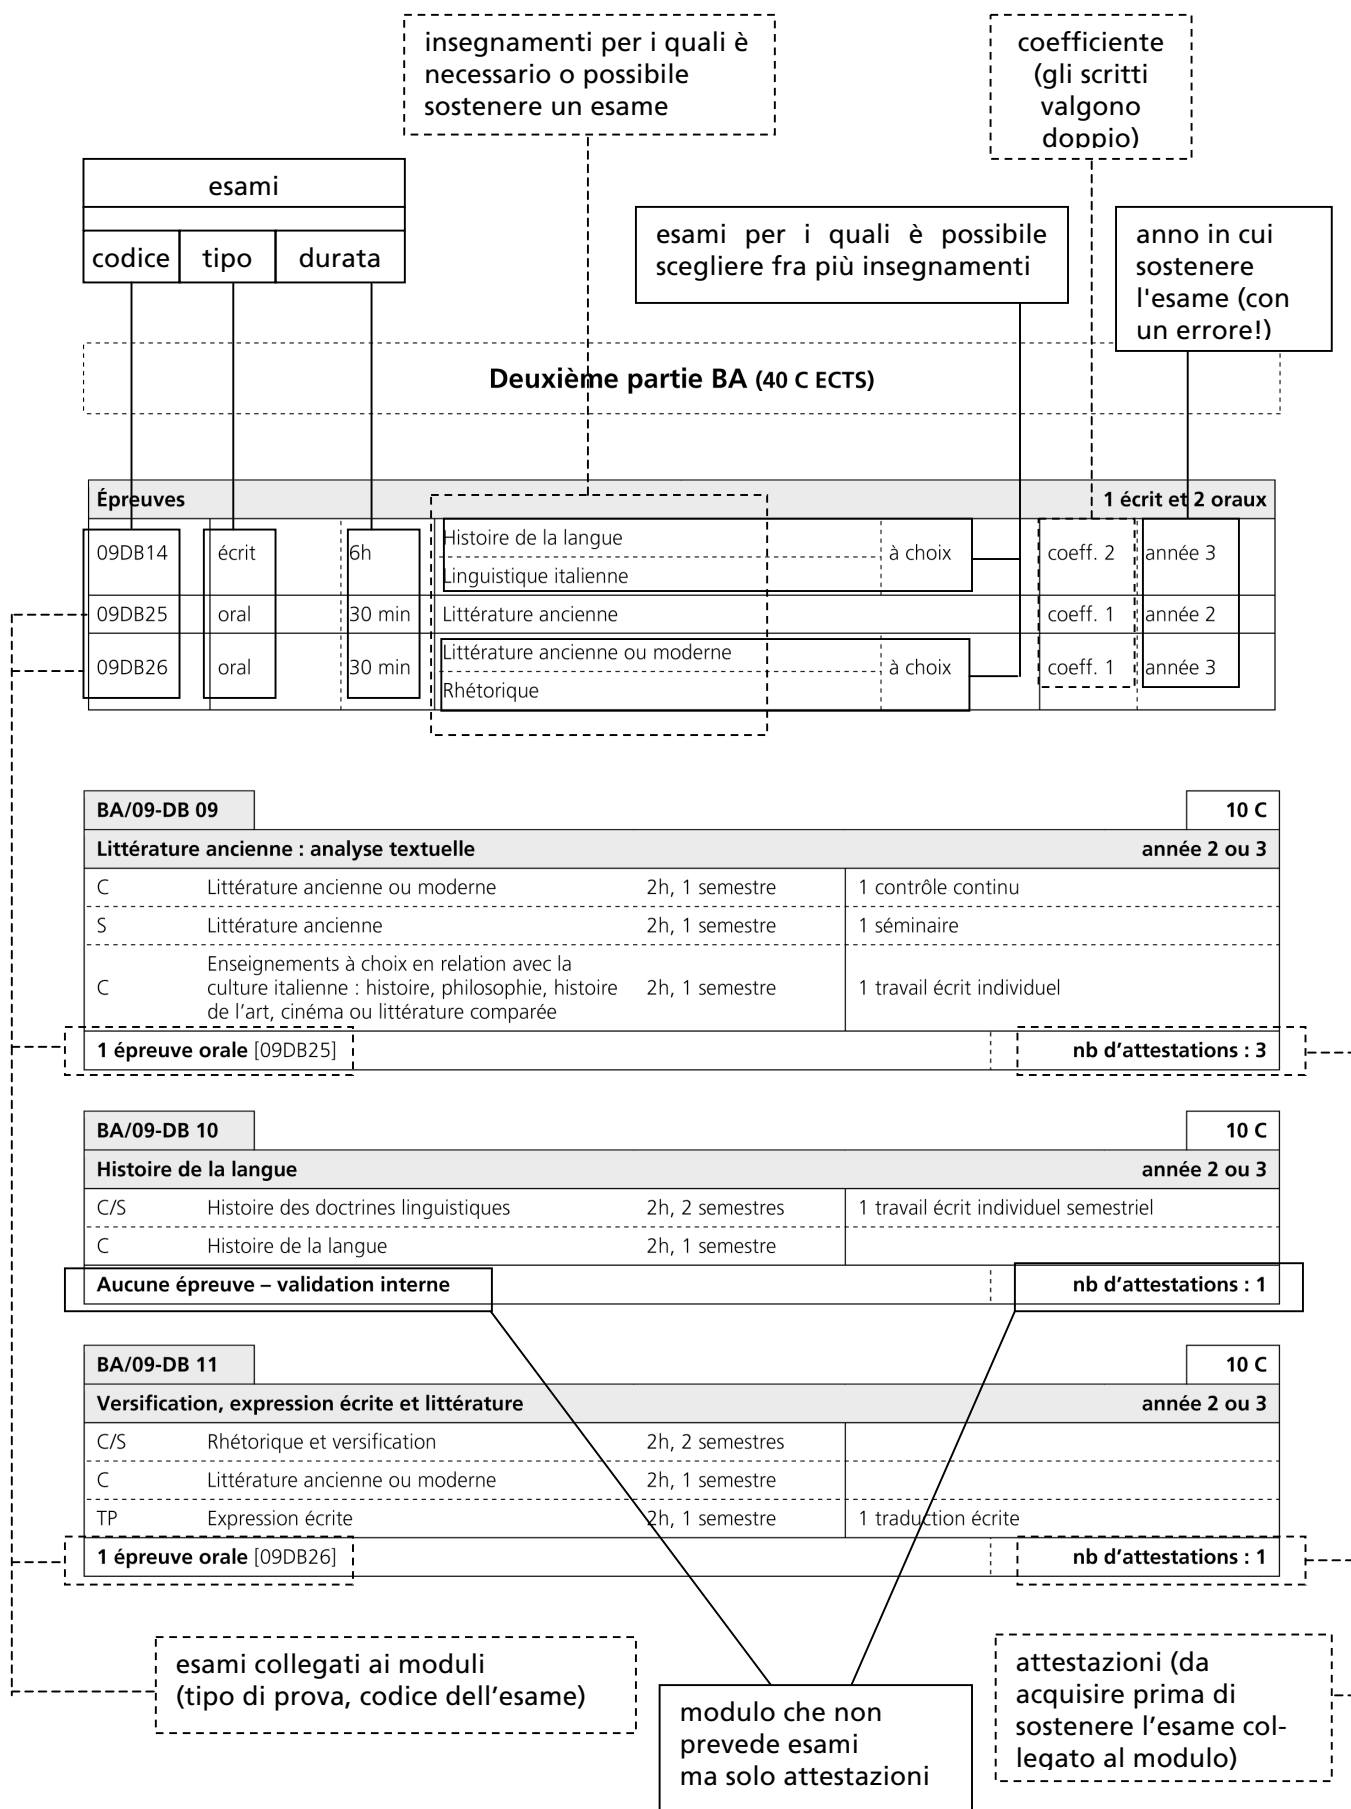 insegnamenti per i quali è
necessario o possibile
sostenere un esame
coefficiente
(gli scritti
valgono
doppio)
esami
codice tipo durata
esami per i quali è possibile
scegliere fra più insegnamenti
anno in cui
sostenere
l'esame (con
un errore!)
Deuxième partie BA (40 C ECTS)
Épreuves 1 écrit et 2 oraux
09DB14 écrit 6h Histoire de la langue à choix coeff. 2 année 3
Linguistique italienne
09DB25 oral 30 min Littérature ancienne coeff. 1 année 2
09DB26 oral 30 min Littérature ancienne ou moderne à choix coeff. 1 année 3
Rhétorique
BA/09-DB 09 10 C
Littérature ancienne : analyse textuelle année 2 ou 3
C Littérature ancienne ou moderne 2h, 1 semestre 1 contrôle continu
S Littérature ancienne 2h, 1 semestre 1 séminaire
Enseignements à choix en relation avec la
C culture italienne : histoire, philosophie, histoire 2h, 1 semestre 1 travail écrit individuel
de l'art, cinéma ou littérature comparée
1 épreuve orale [09DB25] nb d'attestations : 3
BA/09-DB 10 10 C
Histoire de la langue année 2 ou 3
C/S Histoire des doctrines linguistiques 2h, 2 semestres 1 travail écrit individuel semestriel
C Histoire de la langue 2h, 1 semestre
Aucune épreuve – validation interne nb d'attestations : 1
BA/09-DB 11 10 C
Versification, expression écrite et littérature année 2 ou 3
C/S Rhétorique et versification 2h, 2 semestres
C Littérature ancienne ou moderne 2h, 1 semestre
TP Expression écrite 2h, 1 semestre 1 traduction écrite
1 épreuve orale [09DB26] nb d'attestations : 1
esami collegati ai moduli
(tipo di prova, codice dell'esame)
modulo che non
prevede esami
ma solo attestazioni
attestazioni (da
acquisire prima di
sostenere l'esame col-
legato al modulo)